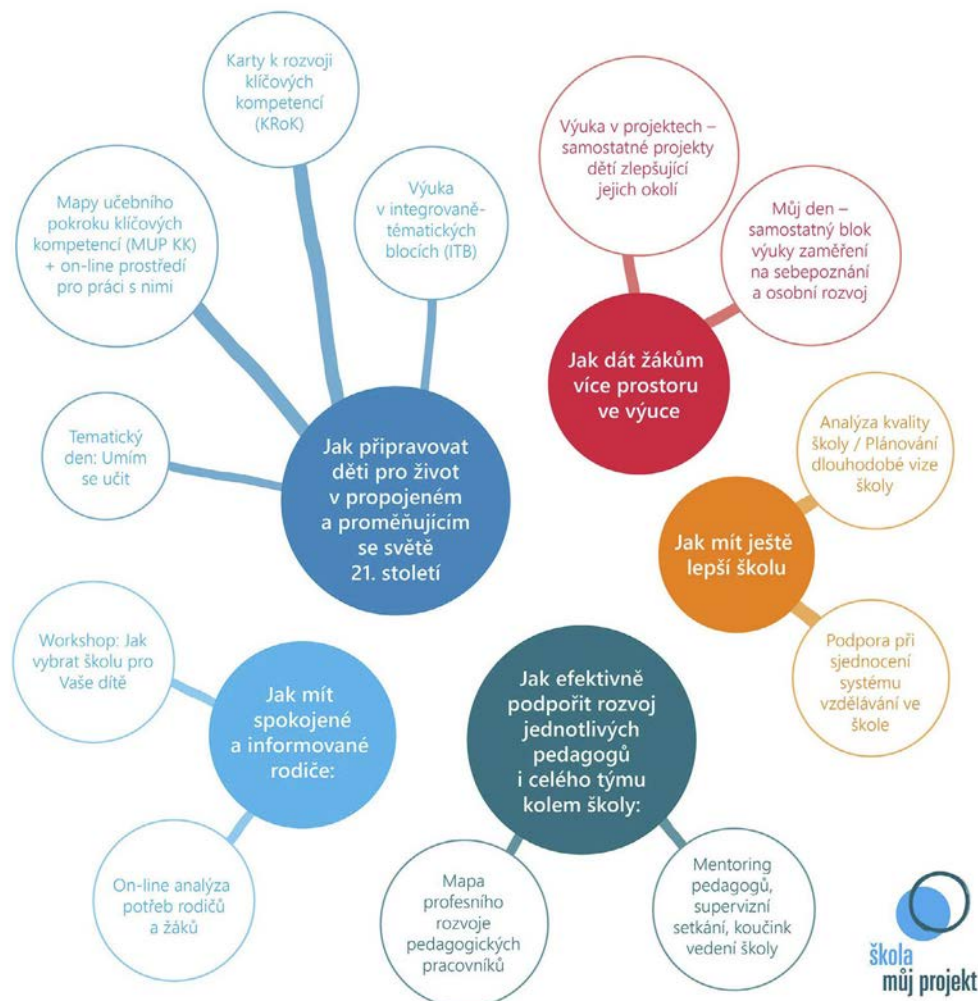 Karty k rozvoji
klíčových
kompetencí
(KRoK)
Mapy učebního
pokroku klíčových
kompetencí (MUP KK)
+ on-line prostředí
pro práci s nimi
Výuka
v integrovaně-
tématických
blocích (ITB)
Tematický
den: Umím
se učit
Jak připravovat
děti pro život
v propojeném
a proměňujícím
se světě
21. století
Výuka v projektech –
samostatné projekty
dětí zlepšující
jejich okolí
Můj den –
samostatný blok
výuky zaměření
na sebepoznání
a osobní rozvoj
Jak dát žákům
více prostoru
ve výuce
Analýza kvality
školy / Plánování
dlouhodobé vize
školy
Jak mít ještě
lepší školu
Podpora při
sjednocení
systému
vzdělávání ve
škole
Workshop: Jak
vybrat školu pro
Vaše dítě
Jak mít
spokojené
a informované
rodiče:
On-line analýza
potřeb rodičů
a žáků
Jak efektivně
podpořit rozvoj
jednotlivých
pedagogů
i celého týmu
kolem školy:
Mapa
profesního
rozvoje
pedagogických
pracovníků
Mentoring
pedagogů,
supervizní
setkání, koučink
vedení školy
škola
můj projekt